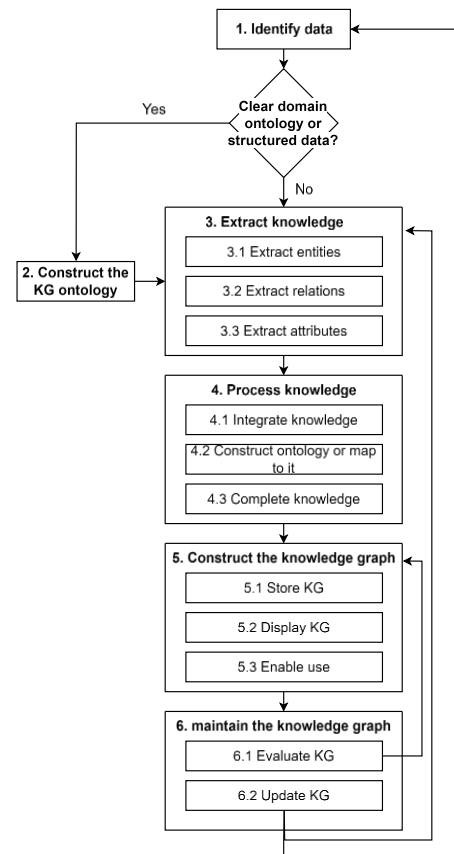 1. Identify data
Clear domain
ontology or
structured data?
Yes
No
2. Construct the
KG ontology
3. Extract knowledge
3.1 Extract entities
3.2 Extract relations
3.3 Extract attributes
4. Process knowledge
4.1 Integrate knowledge
4.2 Construct ontology or map
to it
4.3 Complete knowledge
5. Construct the knowledge graph
5.1 Store KG
5.2 Display KG
5.3 Enable use
6. maintain the knowledge graph
6.1 Evaluate KG
6.2 Update KG